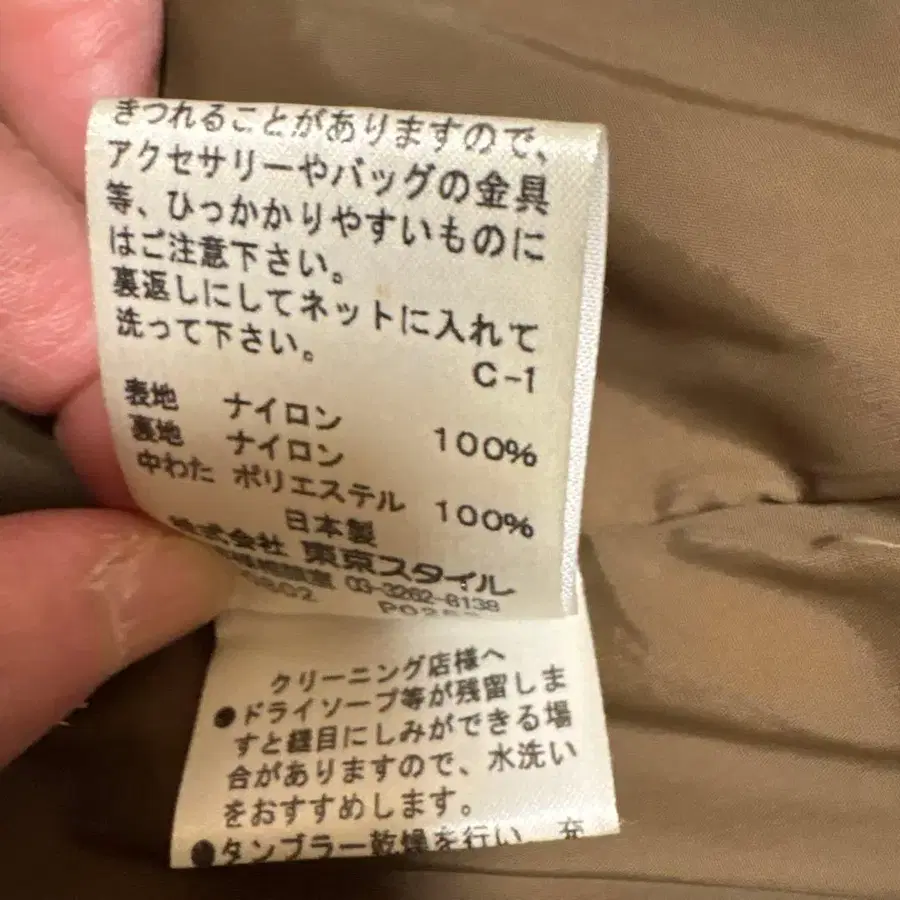 きつれることがありますので、
アクセサリーやバッグの金具
等、ひっかかりやすいものに
はご注意下さい。
裏返しにしてネットに入れて
洗って下さい。
C-1
表地 ナイロン
裏地 ナイロン 100%
中わた ポリエステル 100%
日本製
株式会社 東京スタイル
相談室 03-3262-8138
クリーニング店様へ
●ドライソープ等が残留しま
すと縫目にしみができる場
合がありますので、水洗い
をおすすめします。
●タンブラー乾燥を行い、充